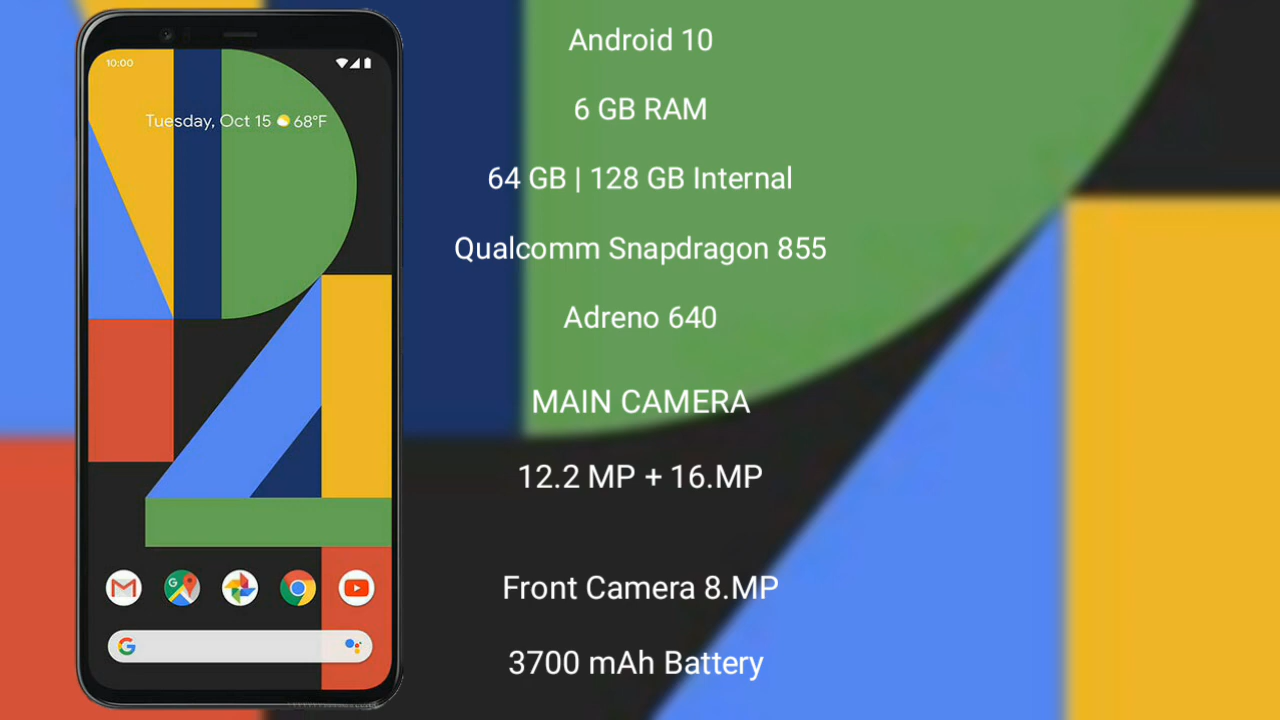 10:00
Tuesday, Oct 15 68°F
Android 10
6 GB RAM
64 GB | 128 GB Internal
Qualcomm Snapdragon 855
Adreno 640
MAIN CAMERA
12.2 MP + 16.MP
Front Camera 8.MP
3700 mAh Battery